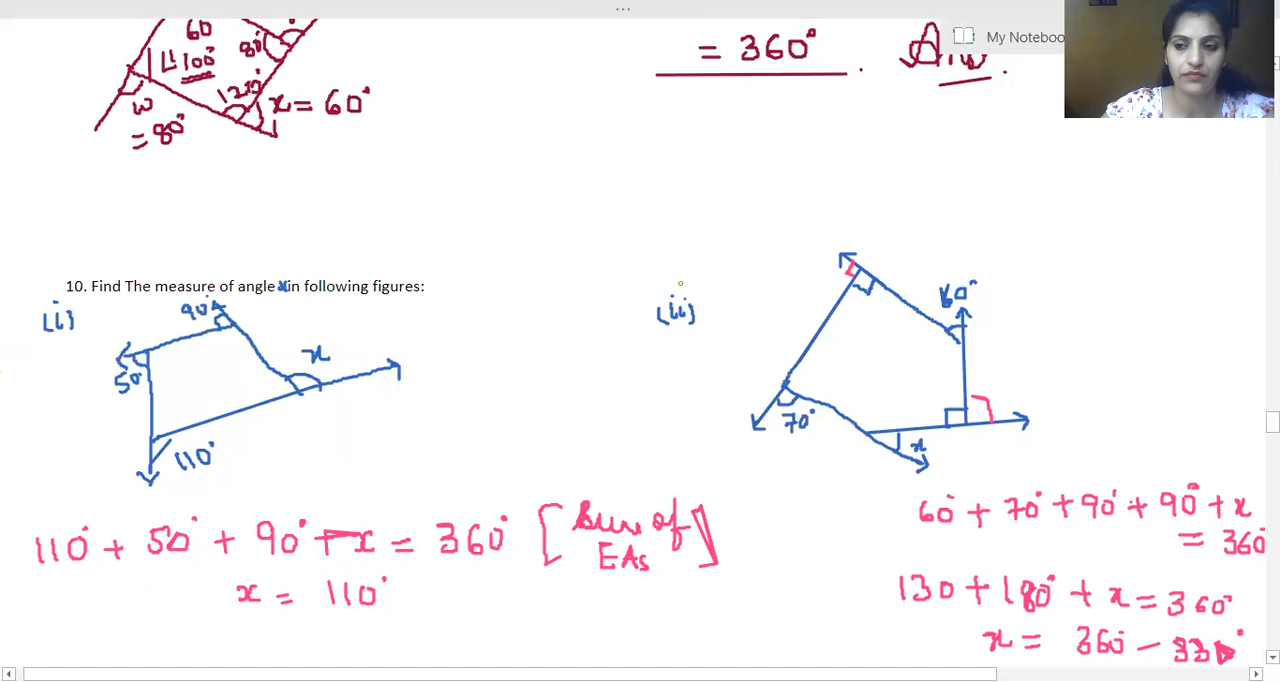 60
80°
100°
120°
x = 60°
w
= 80°
= 360°. Ans.
My Noteboo
10. Find The measure of angle x in following figures:
(i)
90°
50°
x
110°
(ii)
60°
70°
x
110° + 50° + 90° + x = 360° [Sum of EAs]
x = 110°
60° + 70° + 90° + 90° + x
= 360°
130 + 180° + x = 360°
x = 360° -